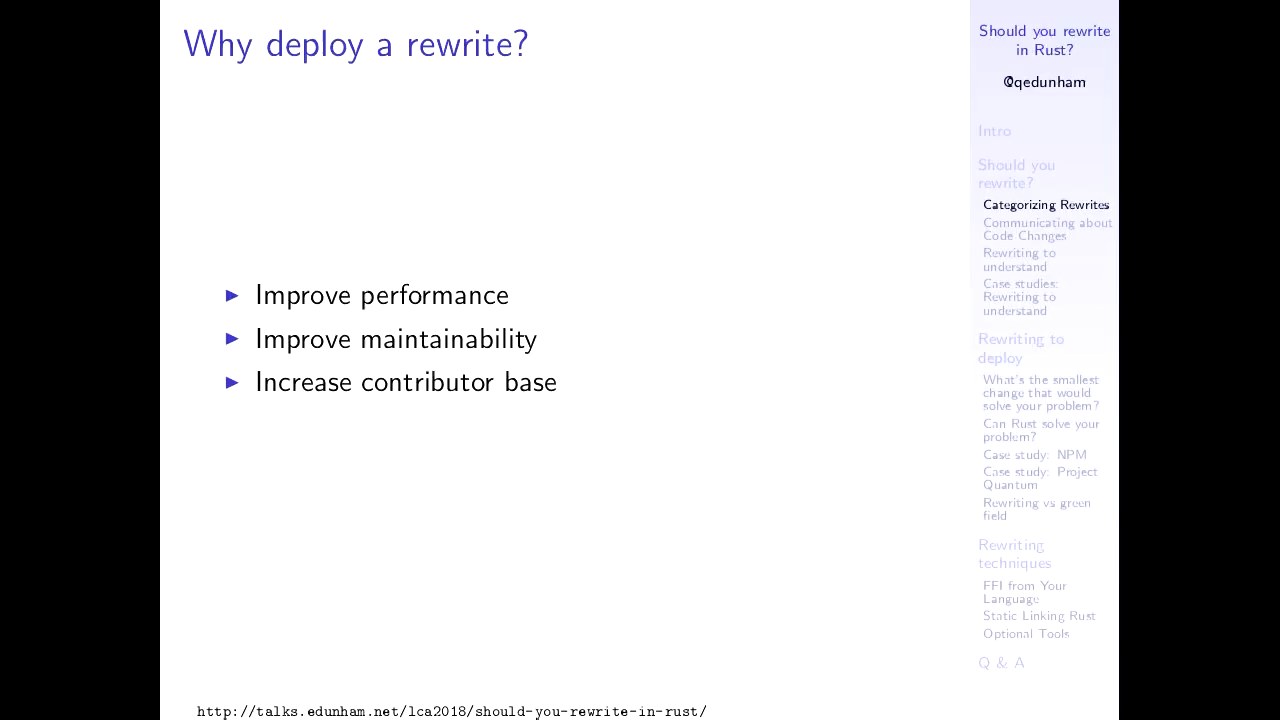 Why deploy a rewrite?
▶ Improve performance
▶ Improve maintainability
▶ Increase contributor base
http://talks.edunham.net/lca2018/should-you-rewrite-in-rust/
Should you rewrite
in Rust?
@qedunham
Intro
Should you
rewrite?
Categorizing Rewrites
Communicating about
Code Changes
Rewriting to
understand
Case studies:
Rewriting to
understand
Rewriting to
deploy
What's the smallest
change that would
solve your problem?
Can Rust solve your
problem?
Case study: NPM
Case study: Project
Quantum
Rewriting vs green
field
Rewriting
techniques
FFI from Your
Language
Static Linking Rust
Optional Tools
Q & A